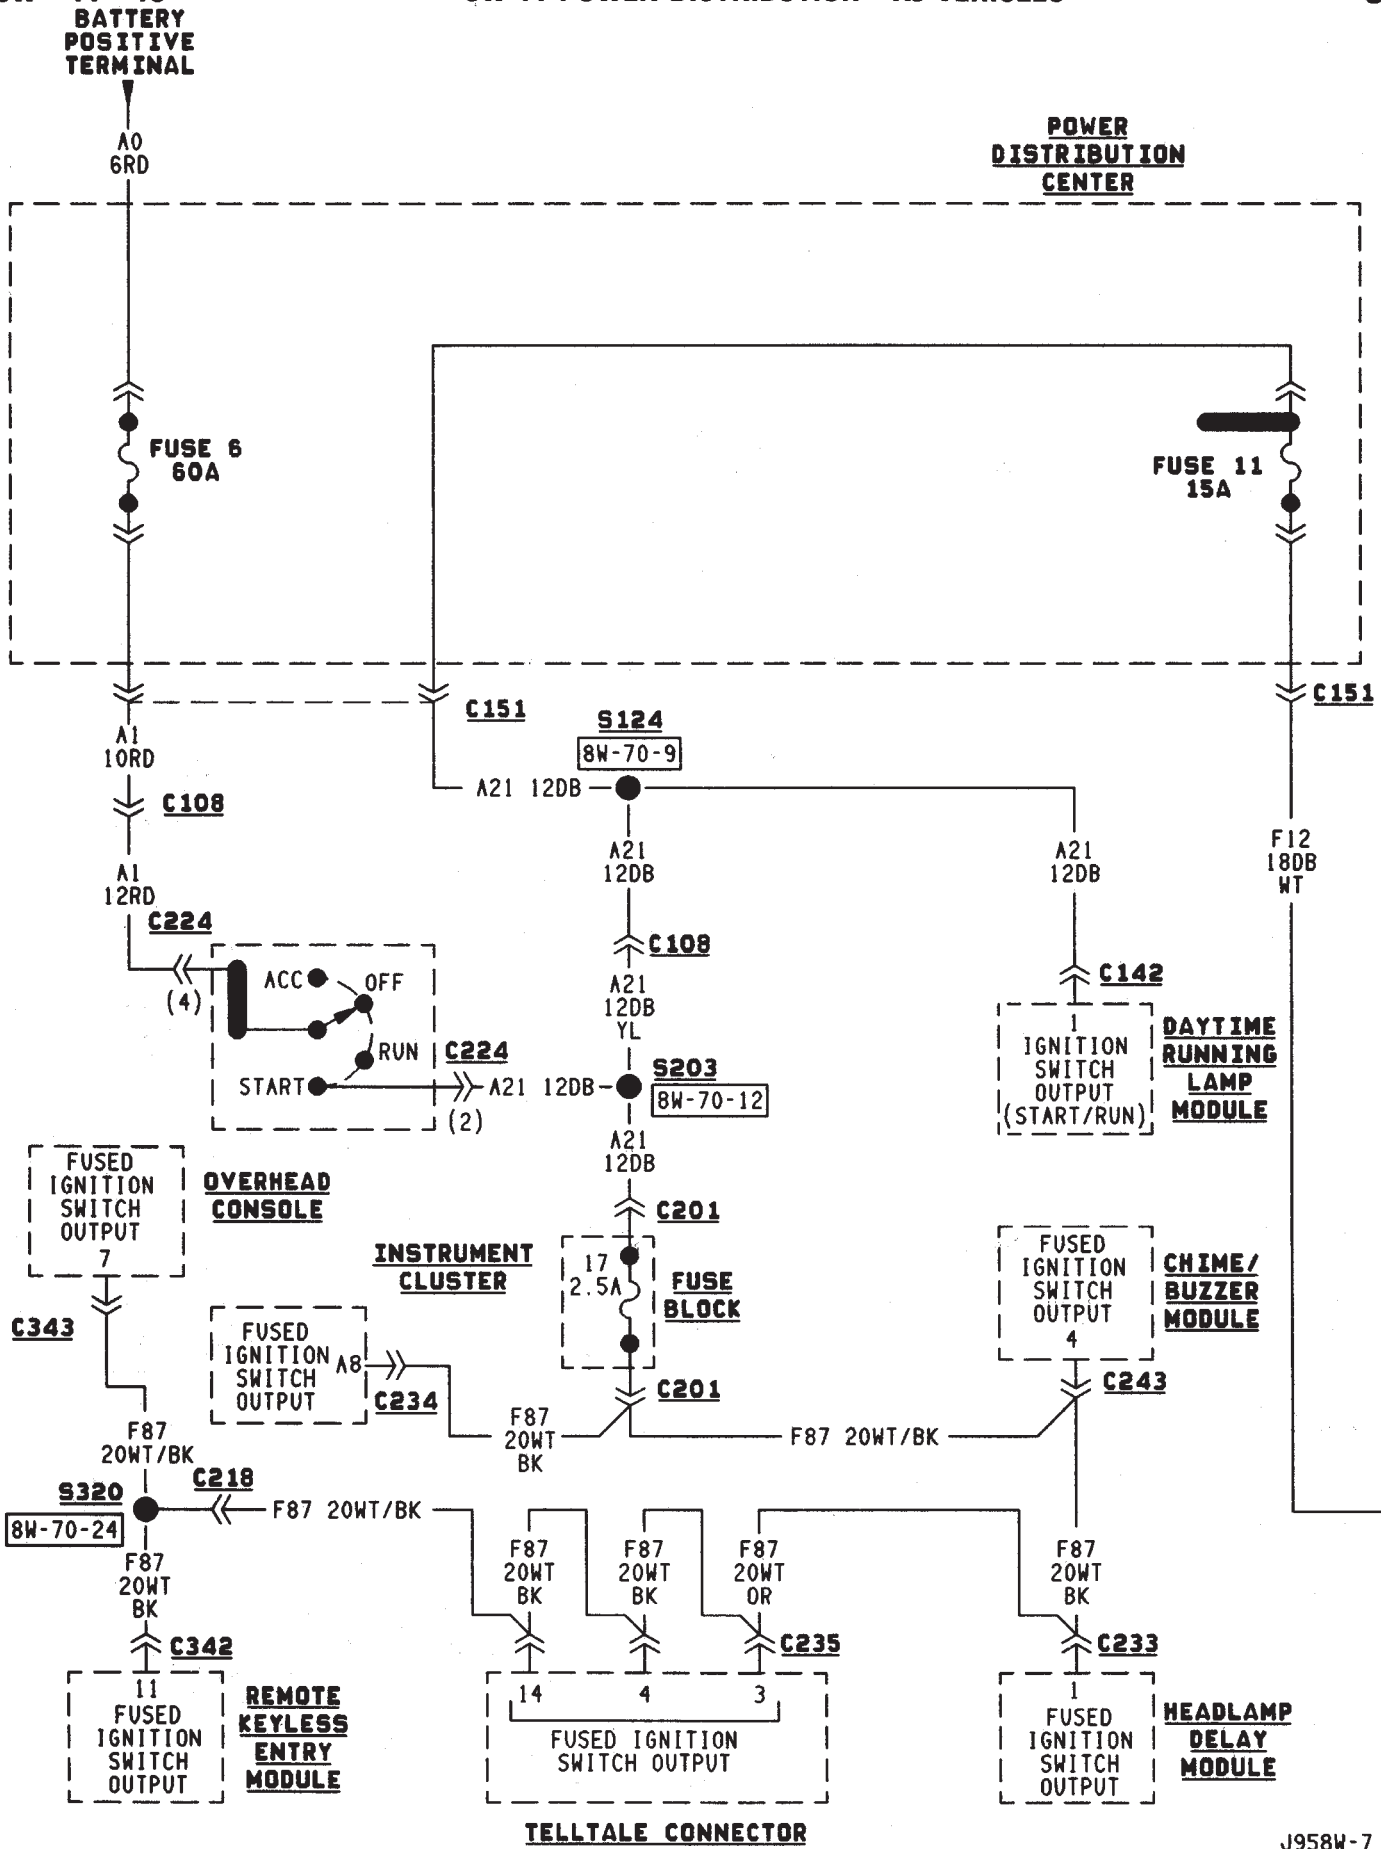 BATTERY
POSITIVE
TERMINAL
A0
6RD
POWER
DISTRIBUTION
CENTER
FUSE 6
60A
FUSE 11
15A
C151
C151
S124
8W-70-9
A1
10RD
A21 12DB
C108
A21
12DB
A21
12DB
F12
18DB
WT
A1
12RD
C224
C108
(4)
ACC
OFF
A21
12DB
YL
C142
1
IGNITION
SWITCH
OUTPUT
(START/RUN)
DAYTIME
RUNNING
LAMP
MODULE
RUN
START
C224
A21 12DB
(2)
S203
8W-70-12
A21
12DB
FUSED
IGNITION
SWITCH
OUTPUT
7
OVERHEAD
CONSOLE
C201
INSTRUMENT
CLUSTER
17
2.5A
FUSE
BLOCK
FUSED
IGNITION
SWITCH
OUTPUT
4
CHIME/
BUZZER
MODULE
C343
FUSED
IGNITION
SWITCH
OUTPUT
A8
C234
C201
C243
F87
20WT
BK
F87 20WT/BK
F87
20WT/BK
C218
S320
8W-70-24
F87 20WT/BK
F87
20WT
BK
F87
20WT
BK
F87
20WT
BK
F87
20WT
OR
F87
20WT
BK
C342
C235
C233
11
FUSED
IGNITION
SWITCH
OUTPUT
REMOTE
KEYLESS
ENTRY
MODULE
14 4 3
FUSED IGNITION
SWITCH OUTPUT
1
FUSED
IGNITION
SWITCH
OUTPUT
HEADLAMP
DELAY
MODULE
TELLTALE CONNECTOR
J958W-7